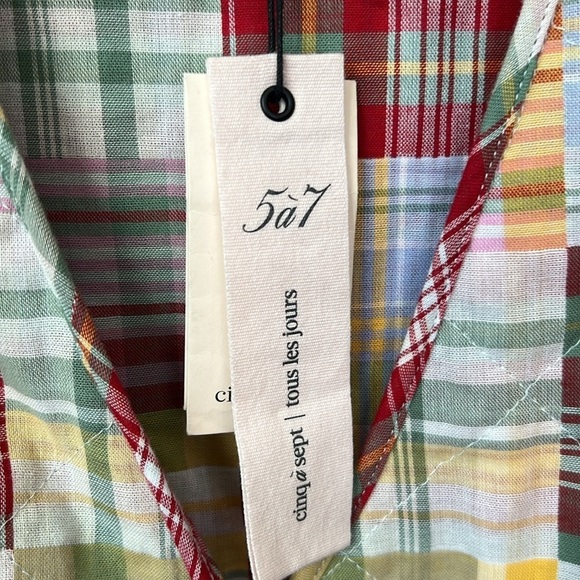 5à7
cinq à sept | tous les jours
ci